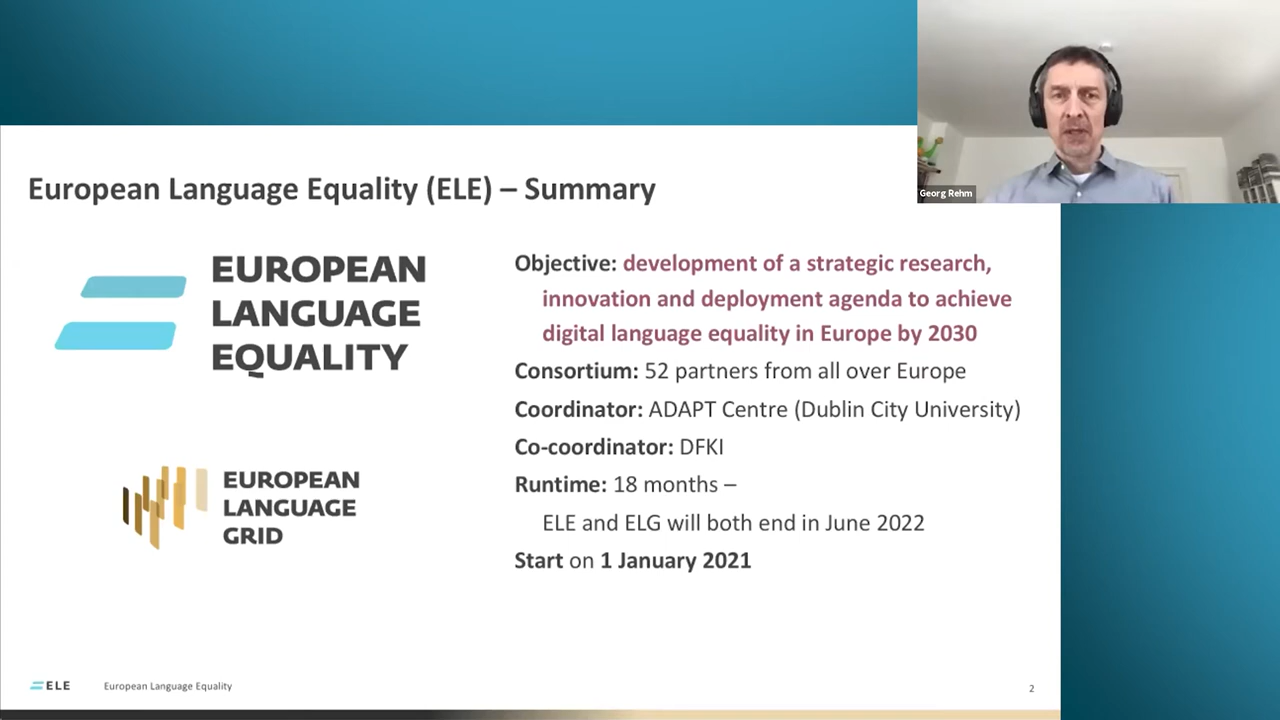 Georg Rehm
European Language Equality (ELE) – Summary
EUROPEAN
LANGUAGE
EQUALITY
EUROPEAN
LANGUAGE
GRID
Objective: development of a strategic research,
innovation and deployment agenda to achieve
digital language equality in Europe by 2030
Consortium: 52 partners from all over Europe
Coordinator: ADAPT Centre (Dublin City University)
Co-coordinator: DFKI
Runtime: 18 months –
ELE and ELG will both end in June 2022
Start on 1 January 2021
ELE
European Language Equality
2